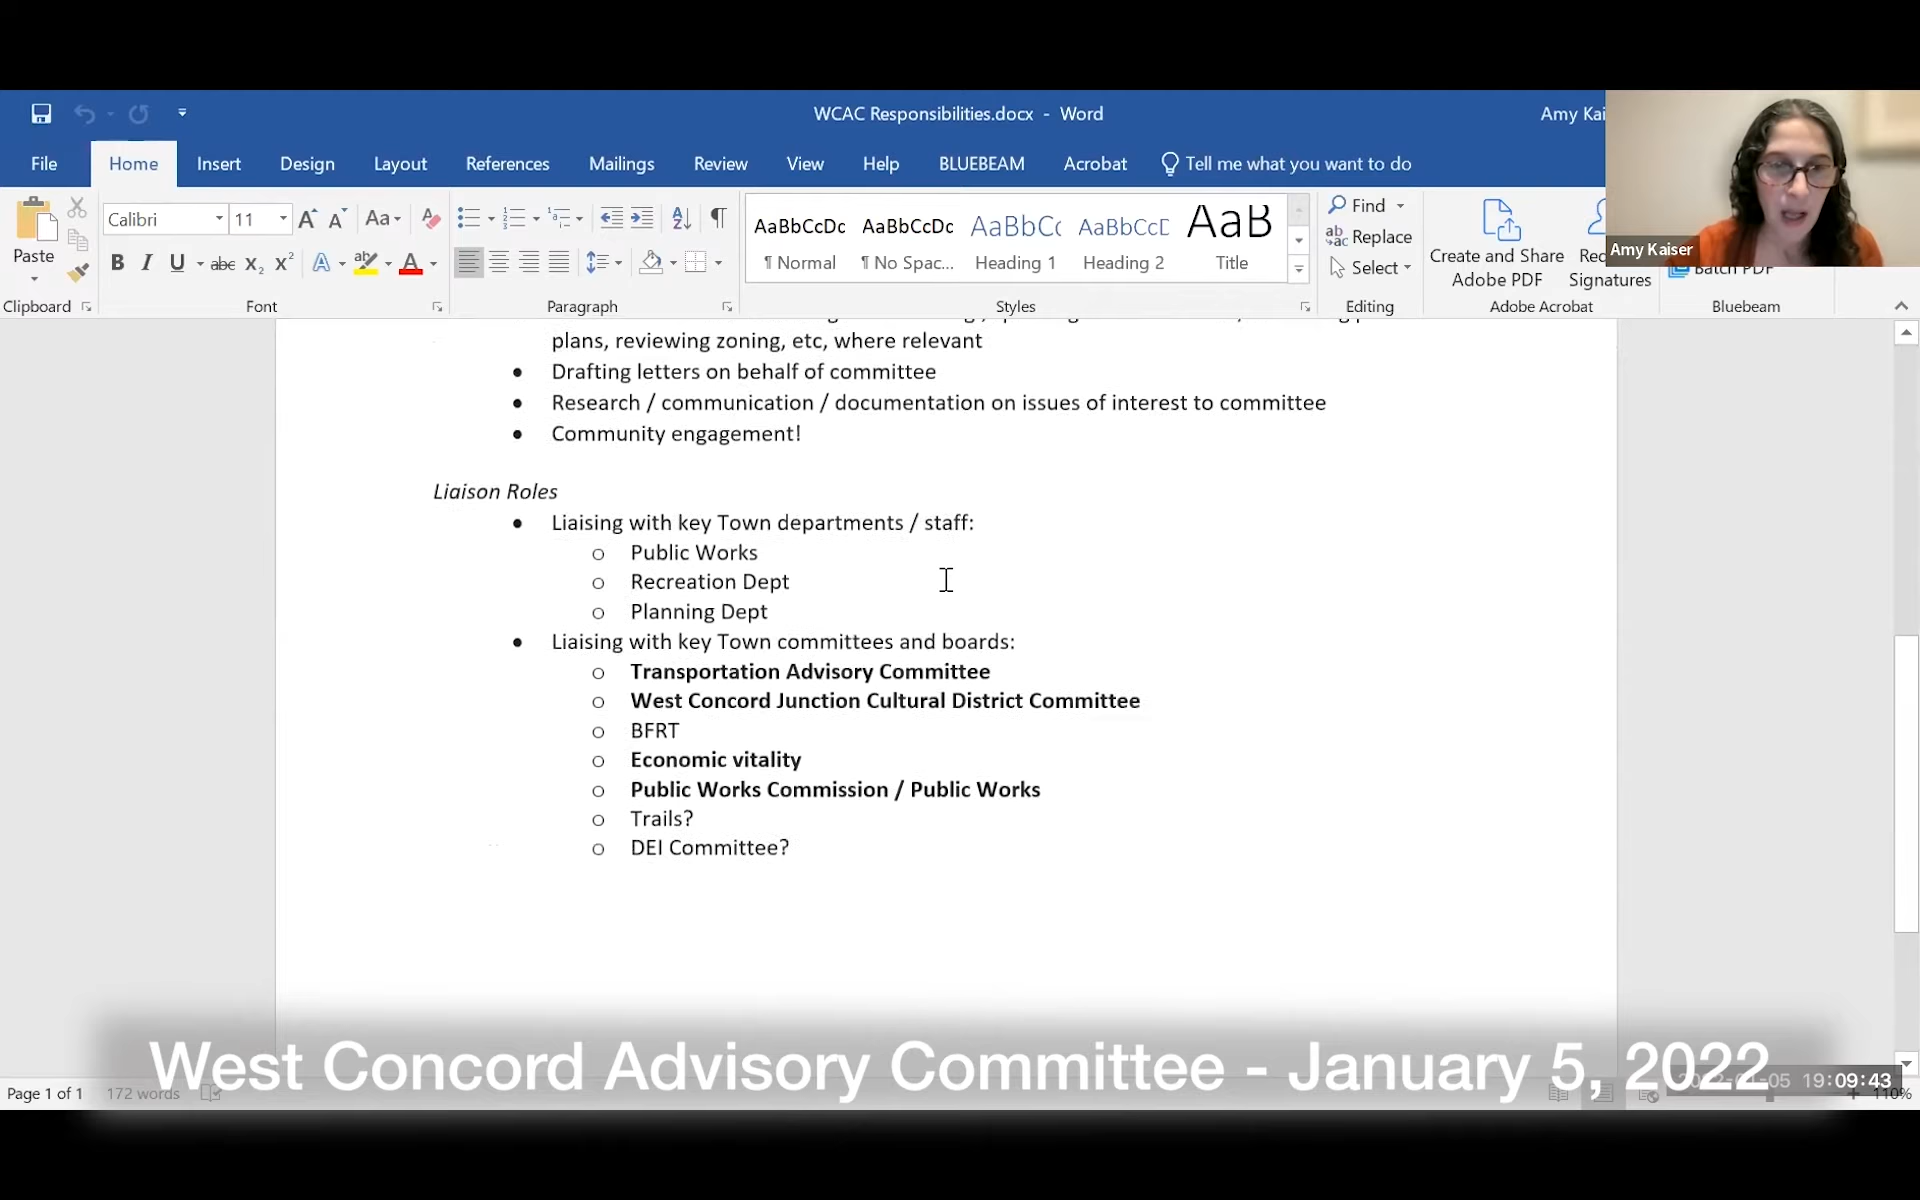 WCAC Responsibilities.docx - Word
Amy Kai
File Home Insert Design Layout References Mailings Review View Help BLUEBEAM Acrobat Tell me what you want to do
Amy Kaiser
Paste
Clipboard
Calibri 11
Aa
B I U abc X₂ X²
Font
Paragraph
AaBbCcDc AaBbCcDc AaBbCc AaBbCcD AaB
¶ Normal ¶ No Spac... Heading 1 Heading 2 Title
Styles
Find
Replace
Select
Editing
Create and Share
Adobe PDF
Signatures
Adobe Acrobat
Batch PDF
Bluebeam
plans, reviewing zoning, etc, where relevant
• Drafting letters on behalf of committee
• Research / communication / documentation on issues of interest to committee
• Community engagement!
Liaison Roles
• Liaising with key Town departments / staff:
o Public Works
o Recreation Dept
o Planning Dept
• Liaising with key Town committees and boards:
o Transportation Advisory Committee
o West Concord Junction Cultural District Committee
o BFRT
o Economic vitality
o Public Works Commission / Public Works
o Trails?
o DEI Committee?
West Concord Advisory Committee - January 5, 2022
Page 1 of 1 172 words
19:09:43
110%